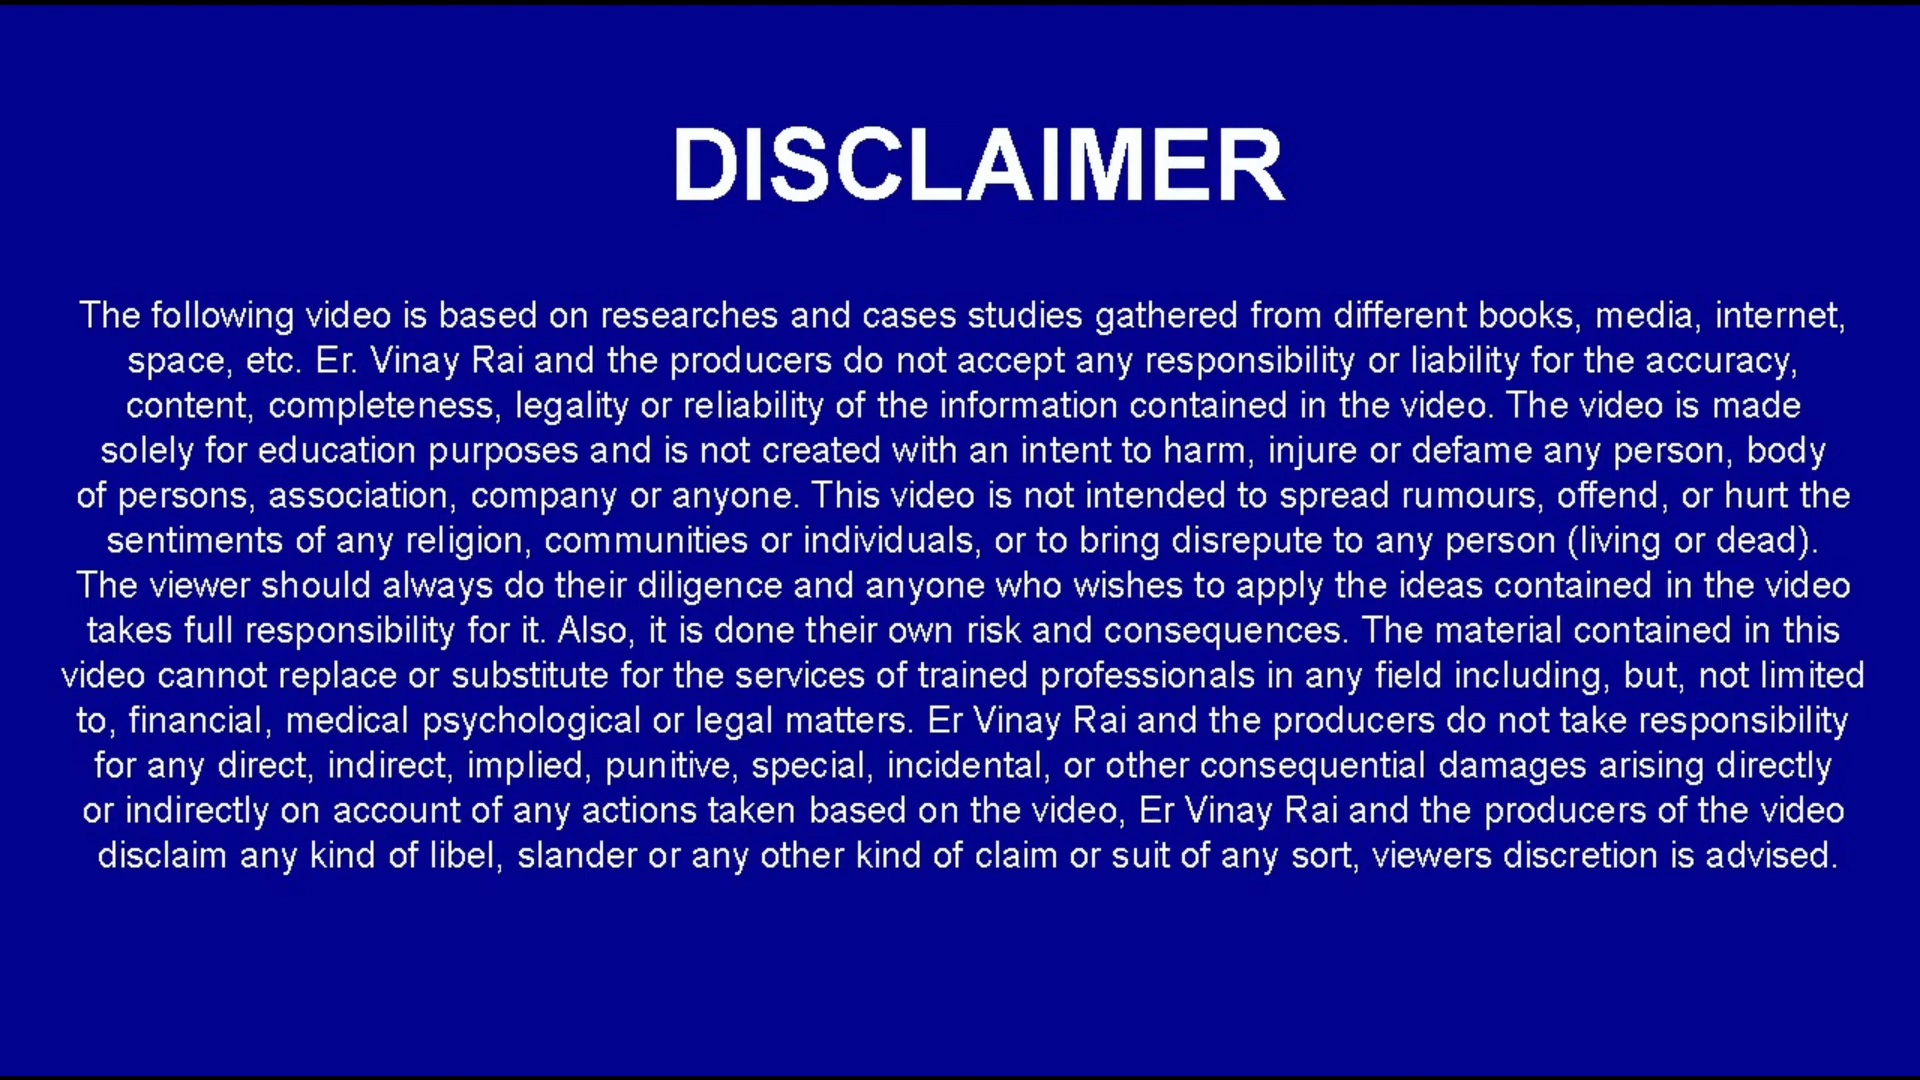 DISCLAIMER
The following video is based on researches and cases studies gathered from different books, media, internet,
space, etc. Er. Vinay Rai and the producers do not accept any responsibility or liability for the accuracy,
content, completeness, legality or reliability of the information contained in the video. The video is made
solely for education purposes and is not created with an intent to harm, injure or defame any person, body
of persons, association, company or anyone. This video is not intended to spread rumours, offend, or hurt the
sentiments of any religion, communities or individuals, or to bring disrepute to any person (living or dead).
The viewer should always do their diligence and anyone who wishes to apply the ideas contained in the video
takes full responsibility for it. Also, it is done their own risk and consequences. The material contained in this
video cannot replace or substitute for the services of trained professionals in any field including, but, not limited
to, financial, medical psychological or legal matters. Er Vinay Rai and the producers do not take responsibility
for any direct, indirect, implied, punitive, special, incidental, or other consequential damages arising directly
or indirectly on account of any actions taken based on the video, Er Vinay Rai and the producers of the video
disclaim any kind of libel, slander or any other kind of claim or suit of any sort, viewers discretion is advised.